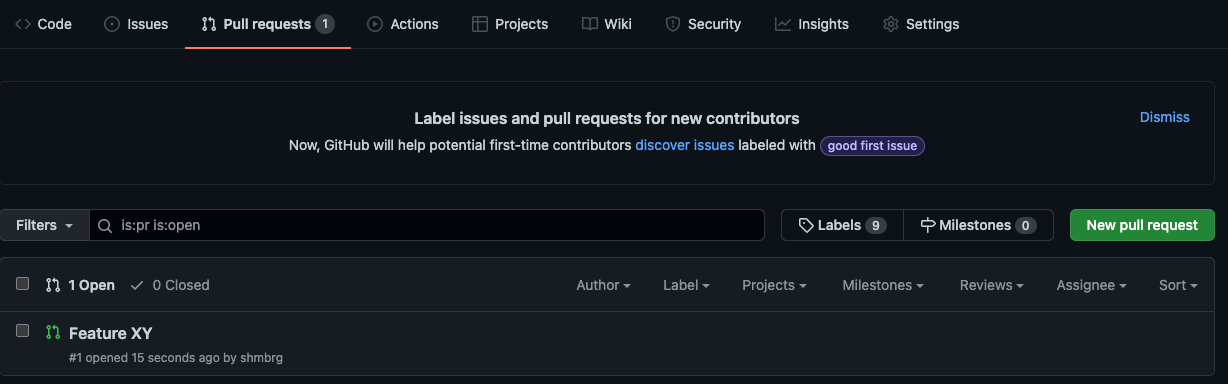 Code Issues Pull requests 1 Actions Projects Wiki Security Insights Settings
Label issues and pull requests for new contributors
Dismiss
Now, GitHub will help potential first-time contributors discover issues labeled with good first issue
Filters is:pr is:open Labels 9 Milestones 0 New pull request
1 Open 0 Closed Author Label Projects Milestones Reviews Assignee Sort
Feature XY
#1 opened 15 seconds ago by shmbrg